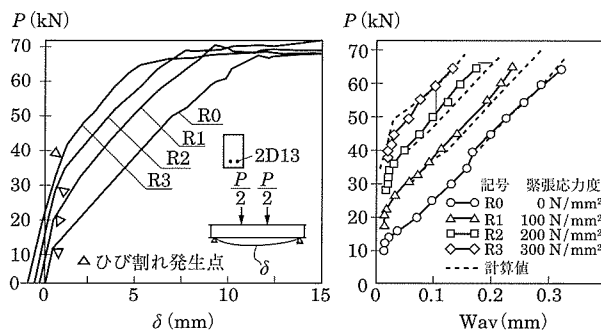 P (kN)
70
60
50
40
30
20
10
0
0
5
10
15
δ (mm)
R0
R1
R2
R3
2D13
P/2 P/2
δ
△ ひび割れ発生点
P (kN)
70
60
50
40
30
20
10
0
0
0.1
0.2
0.3
Wav (mm)
記号 緊張応力度
R0 0 N/mm²
R1 100 N/mm²
R2 200 N/mm²
R3 300 N/mm²
計算値